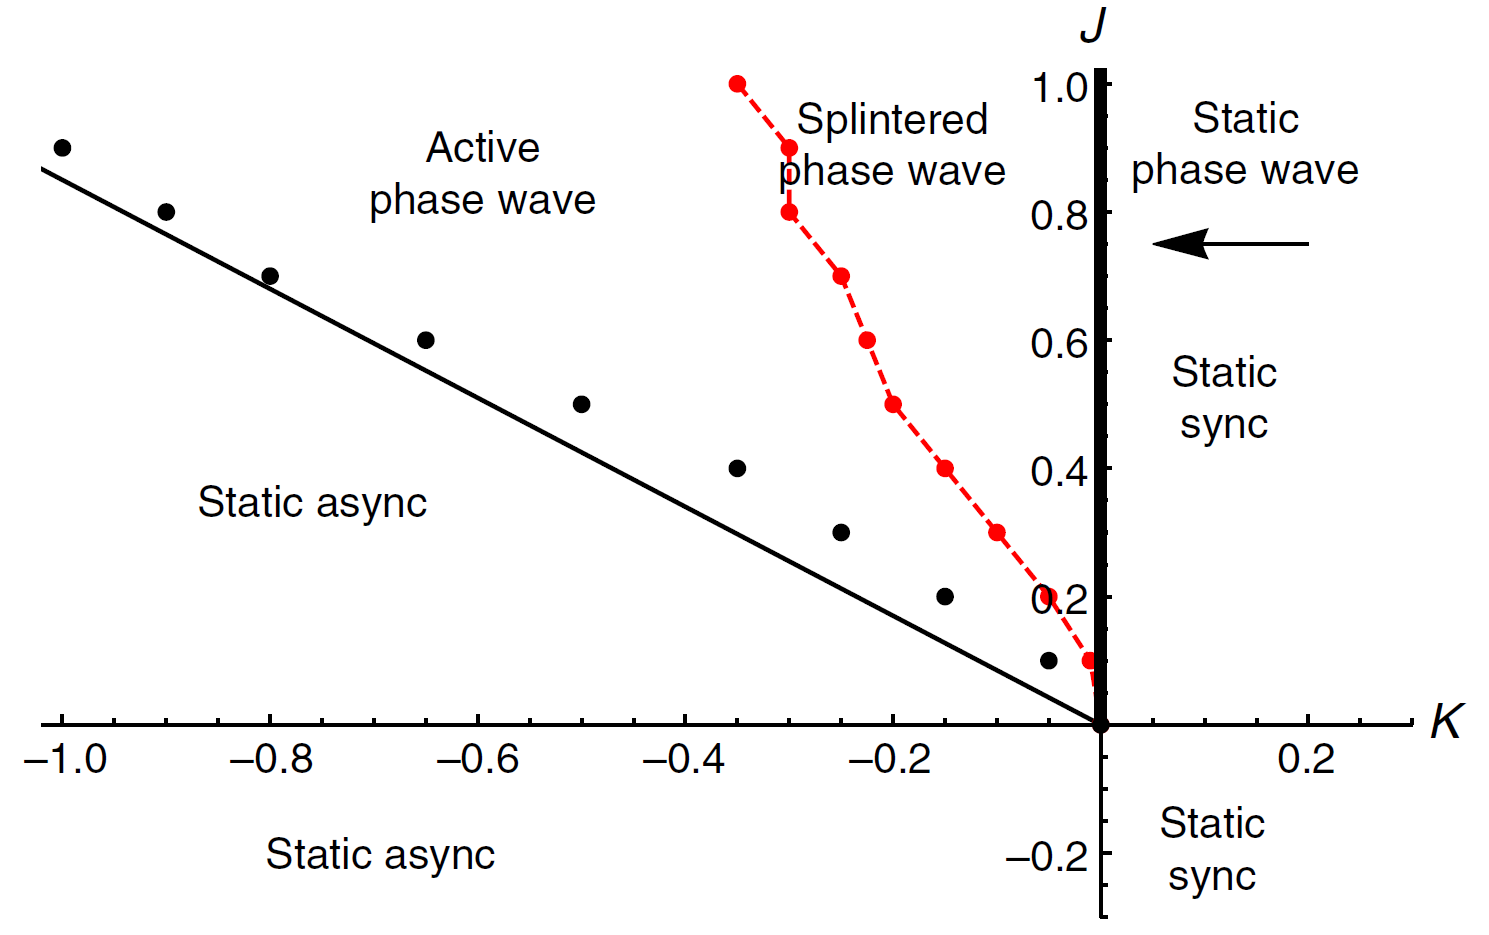 J
1.0
Splintered
phase wave
Static
phase wave
Active
phase wave
0.8
0.6
Static
sync
0.4
Static async
0.2
K
−1.0
−0.8
−0.6
−0.4
−0.2
0.2
Static
sync
Static async
−0.2